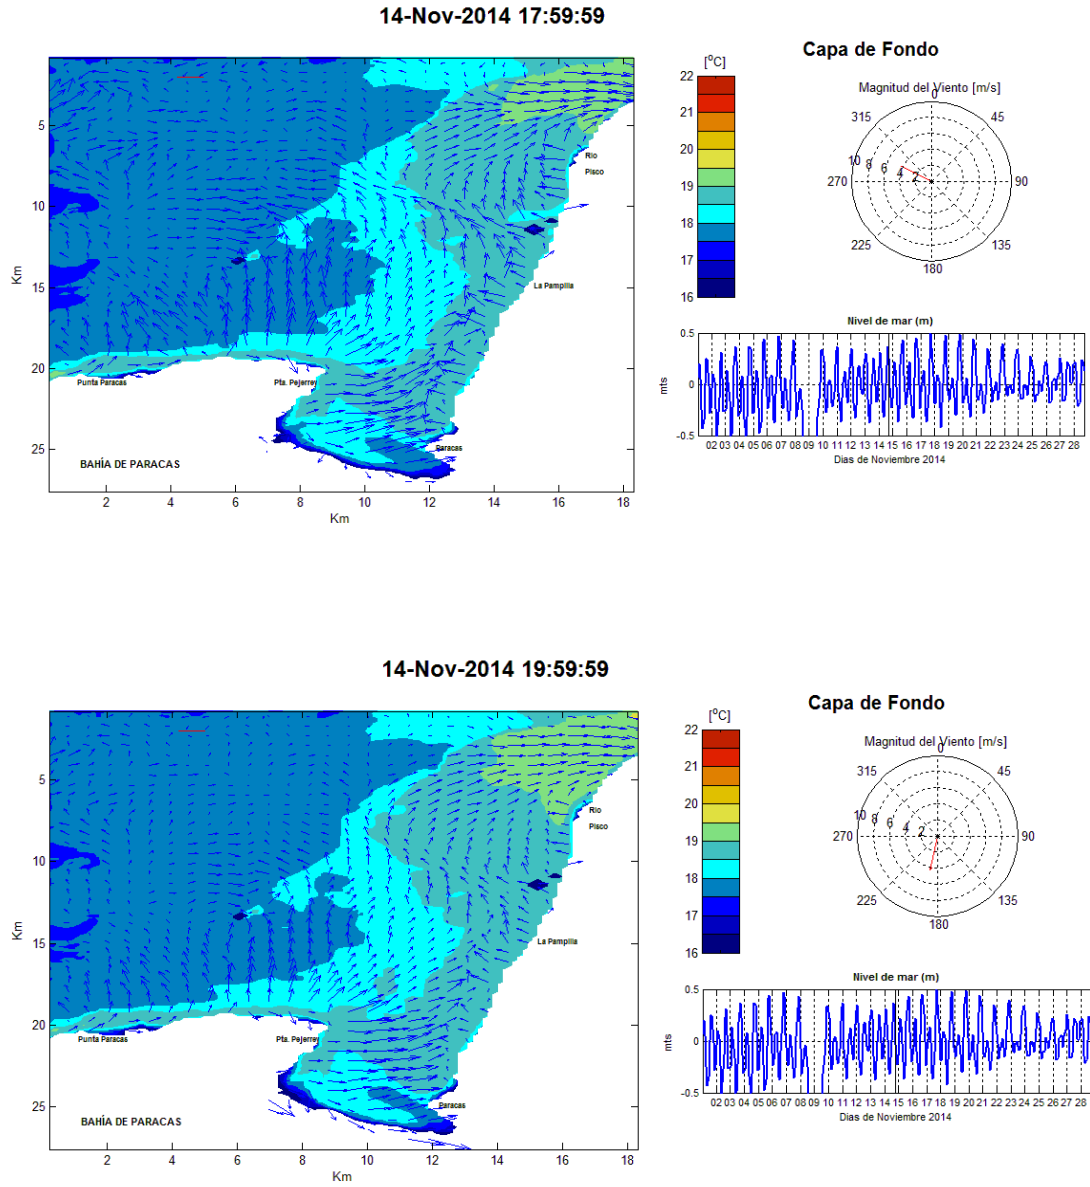 14-Nov-2014 17:59:59
[°C]
Capa de Fondo
Magnitud del Viento [m/s]
22
21
20
19
18
17
16
0
45
90
135
180
225
270
315
10 8 6 4 2
5
10
15
20
25
Km
Rio
Pisco
La Pampilla
Punta Paracas
Pta. Pejerrey
Paracas
BAHÍA DE PARACAS
2 4 6 8 10 12 14 16 18
Km
Nivel de mar (m)
0.5
0
-0.5
mts
02 03 04 05 06 07 08 09 10 11 12 13 14 15 16 17 18 19 20 21 22 23 24 25 26 27 28
Dias de Noviembre 2014
14-Nov-2014 19:59:59
[°C]
Capa de Fondo
Magnitud del Viento [m/s]
22
21
20
19
18
17
16
0
45
90
135
180
225
270
315
10 8 6 4 2
5
10
15
20
25
Km
Rio
Pisco
La Pampilla
Punta Paracas
Pta. Pejerrey
Paracas
BAHÍA DE PARACAS
2 4 6 8 10 12 14 16 18
Km
Nivel de mar (m)
0.5
0
-0.5
mts
02 03 04 05 06 07 08 09 10 11 12 13 14 15 16 17 18 19 20 21 22 23 24 25 26 27 28
Dias de Noviembre 2014